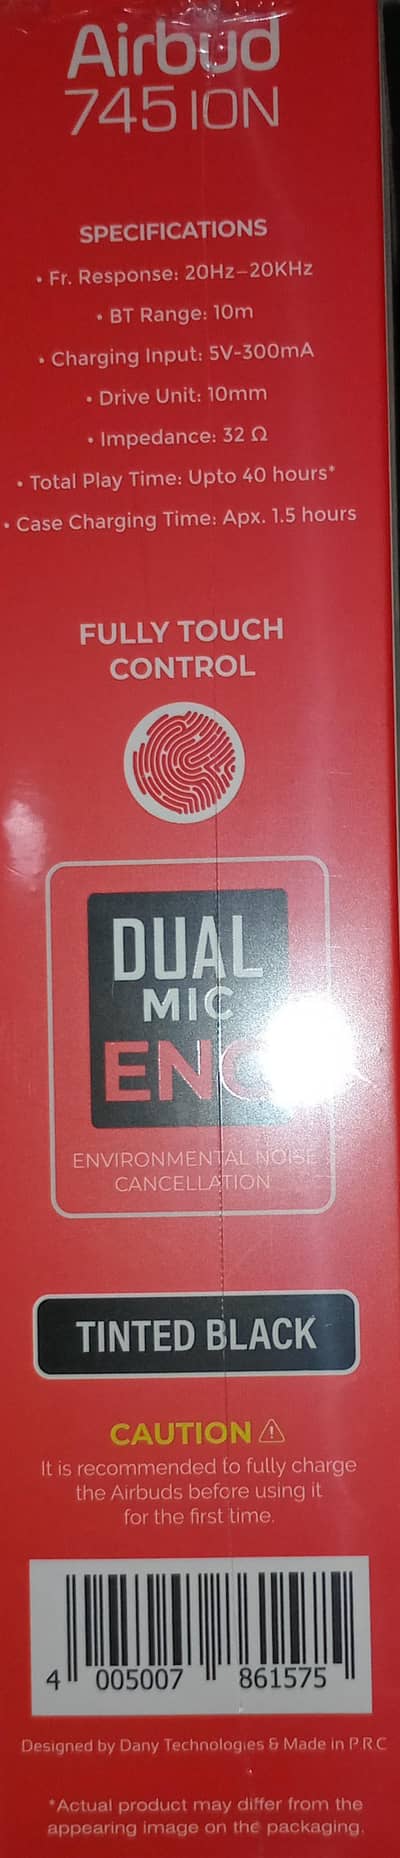 Airbud
745 ION
SPECIFICATIONS
• Fr. Response: 20Hz-20KHz
• BT Range: 10m
• Charging Input: 5V-300mA
• Drive Unit: 10mm
• Impedance: 32 Ω
• Total Play Time: Upto 40 hours*
• Case Charging Time: Apx. 1.5 hours
FULLY TOUCH
CONTROL
DUAL
MIC
ENC
ENVIRONMENTAL NOISE
CANCELLATION
TINTED BLACK
CAUTION ⚠
It is recommended to fully charge
the Airbuds before using it
for the first time.
4 005007 861575
Designed by Dany Technologies & Made in P.R.C
*Actual product may differ from the
appearing image on the packaging.